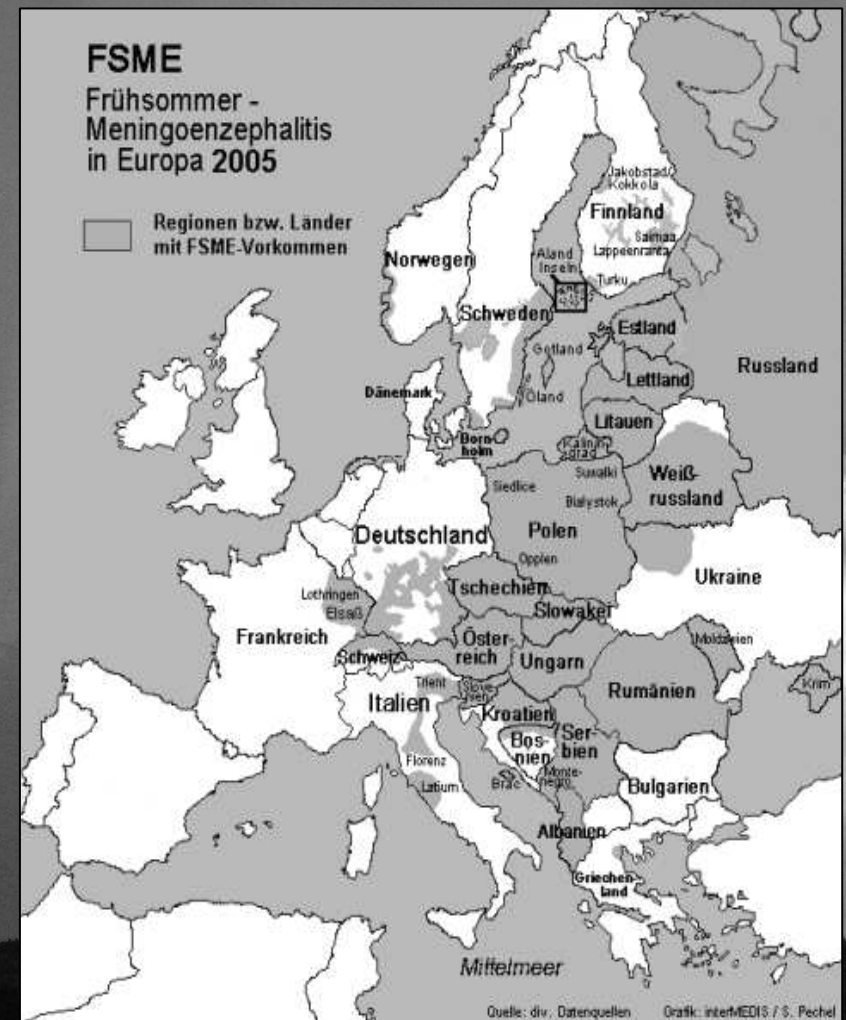 FSME
Frühsommer -
Meningoenzephalitis
in Europa 2005
Regionen bzw. Länder
mit FSME-Vorkommen
Jakobstad/
Kokkola
Finnland
Saimaa
Lappeenranta
Norwegen
Aland
Inseln
Turku
Schweden
Estland
Gotland
Russland
Lettland
Dänemark
Öland
Litauen
Born-
holm
Kalinin-
grad
Suwalki
Weiß-
russland
Siedlice
Bialystok
Deutschland
Polen
Opplen
Ukraine
Tschechien
Lothringen
Elsaß
Slowakei
Frankreich
Öster-
reich
Moldawien
Schweiz
Ungarn
Krim
Trient
Slowe-
nien
Rumänien
Italien
Kroatien
Bos-
nien
Ser-
bien
Florenz
Monte-
negro
Brac
Bulgarien
Latium
Albanien
Griechen-
land
Mittelmeer
Quelle: div. Datenquellen
Grafik: interMEDIS / S. Pechel